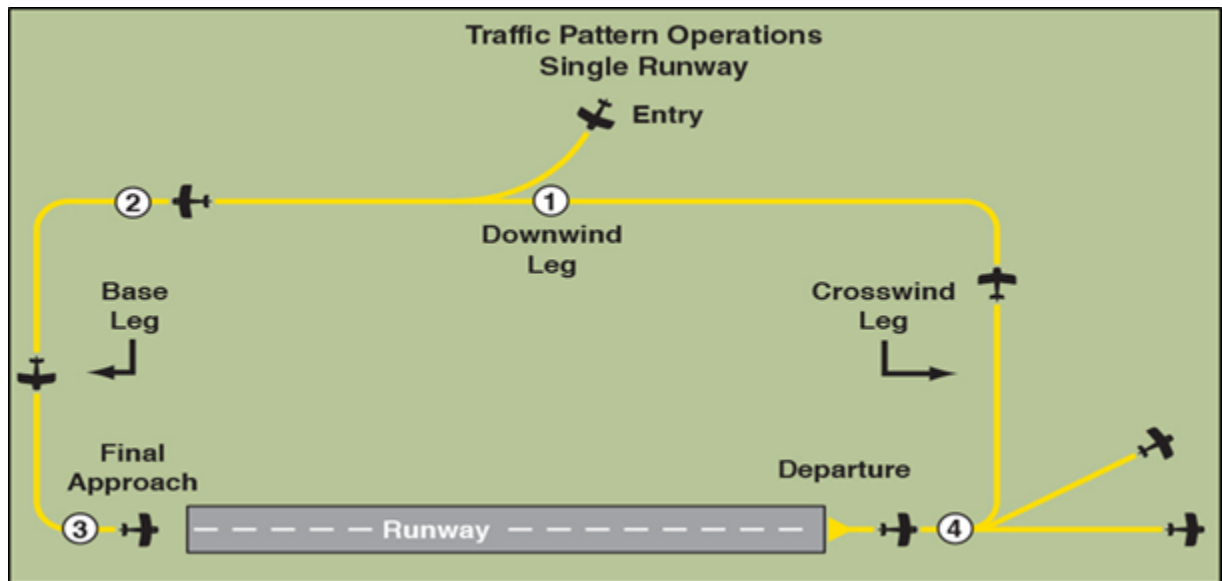 Traffic Pattern Operations
Single Runway
Entry
2
1
Downwind
Leg
Base
Leg
Crosswind
Leg
Final
Approach
Departure
3
Runway
4